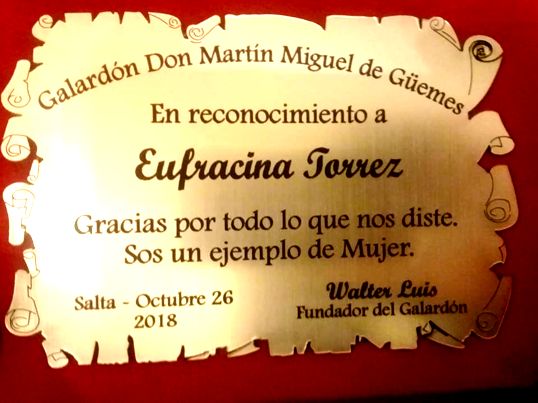 Galardón Don Martín Miguel de Güemes
En reconocimiento a
Eufracina Torrez
Gracias por todo lo que nos diste.
Sos un ejemplo de Mujer.
Salta - Octubre 26
2018
Walter Luis
Fundador del Galardón